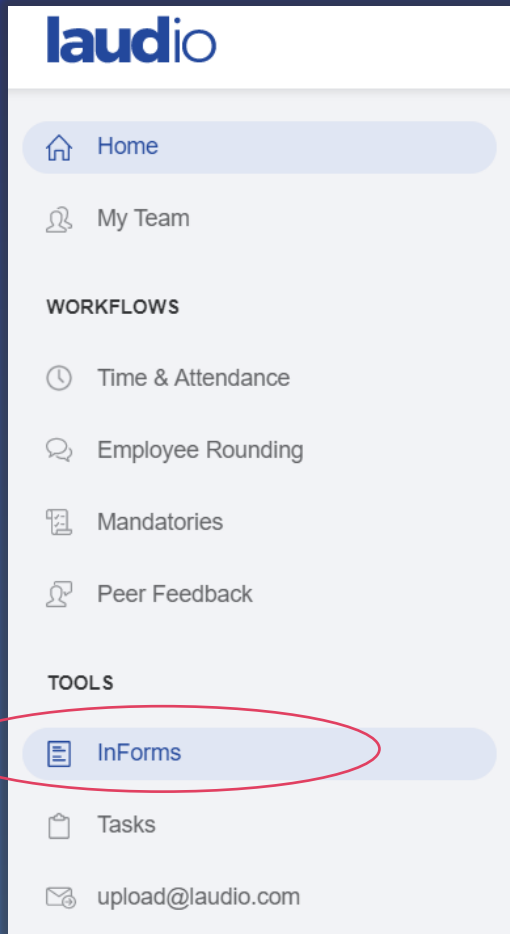 laudio
Home
My Team
WORKFLOWS
Time & Attendance
Employee Rounding
Mandatories
Peer Feedback
TOOLS
InForms
Tasks
upload@laudio.com